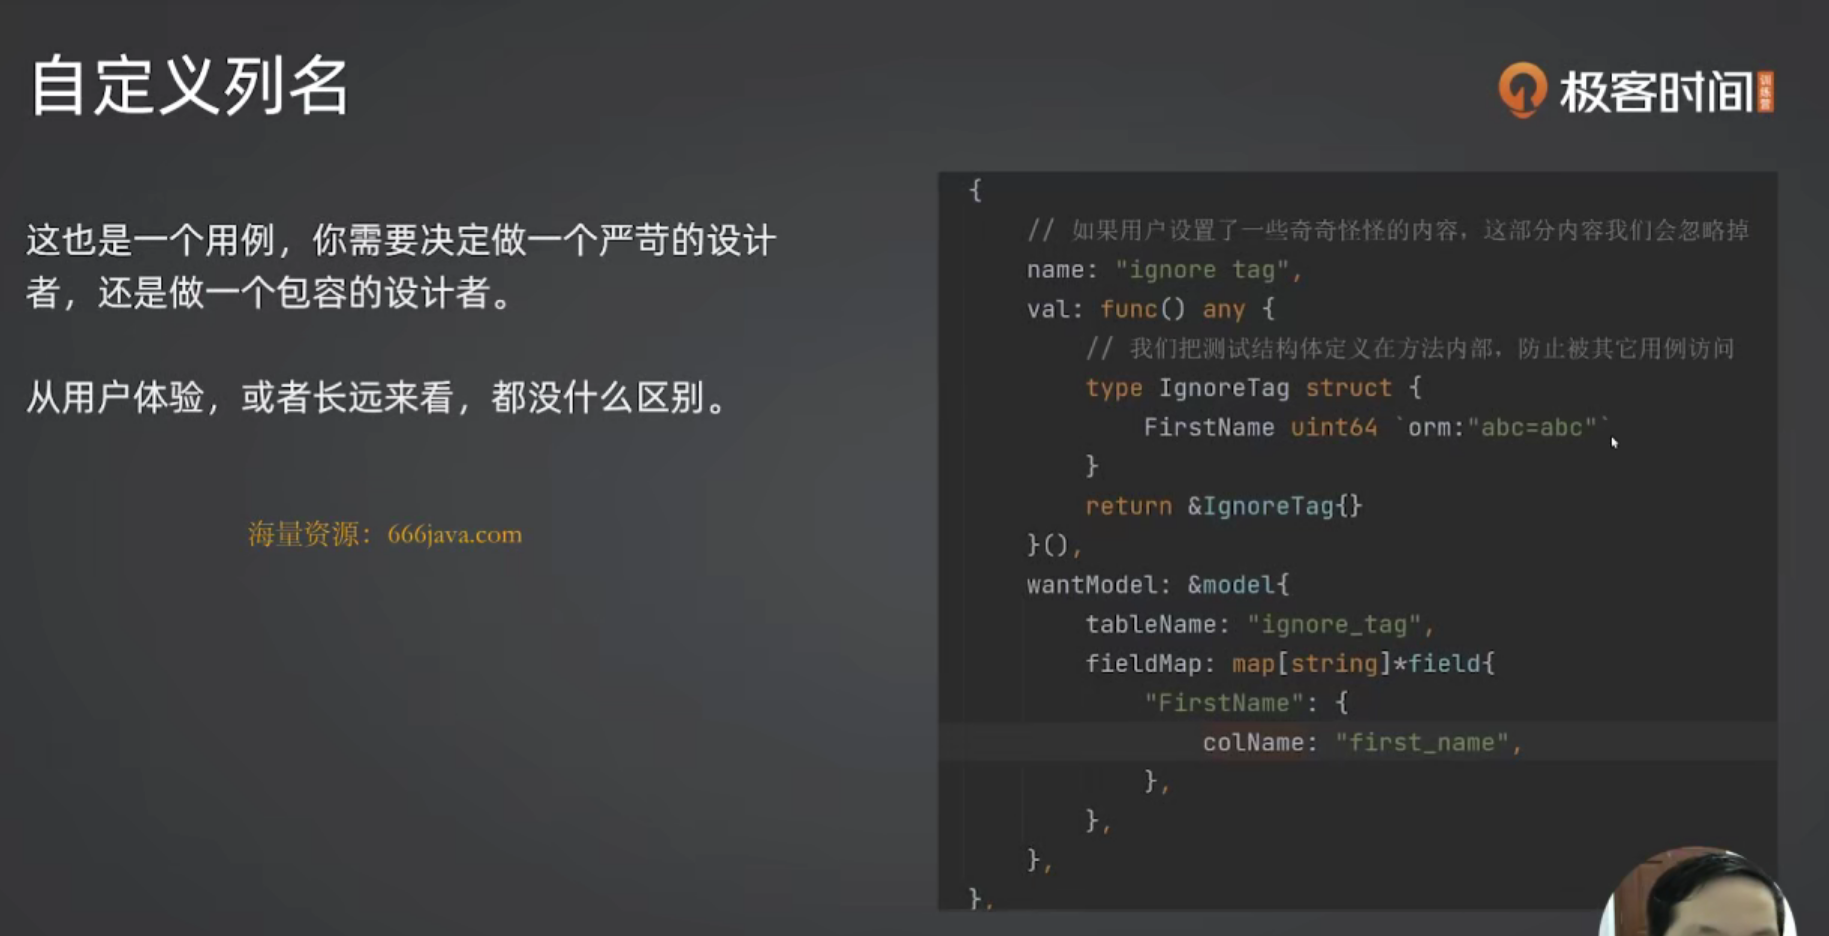 自定义列名
极客时间
训练营
这也是一个用例，你需要决定做一个严苛的设计
者，还是做一个包容的设计者。
从用户体验，或者长远来看，都没什么区别。
海量资源：666java.com
{
// 如果用户设置了一些奇奇怪怪的内容，这部分内容我们会忽略掉
name: "ignore tag",
val: func() any {
// 我们把测试结构体定义在方法内部，防止被其它用例访问
type IgnoreTag struct {
FirstName uint64 `orm:"abc=abc"`
}
return &IgnoreTag{}
}(),
wantModel: &model{
tableName: "ignore_tag",
fieldMap: map[string]*field{
"FirstName": {
colName: "first_name",
},
},
},
},